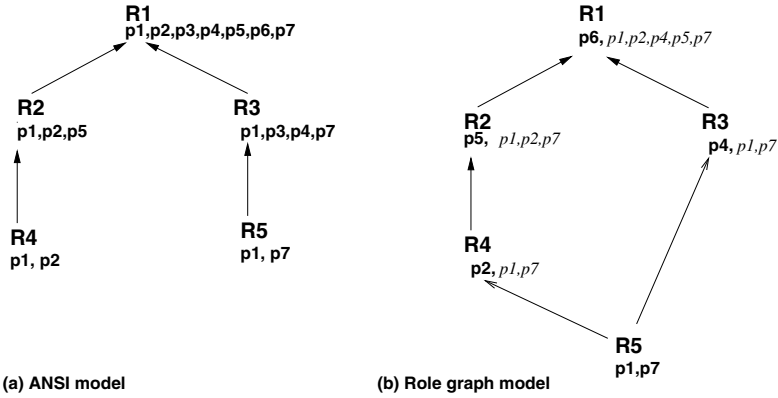 R1
p1,p2,p3,p4,p5,p6,p7
R2
p1,p2,p5
R3
p1,p3,p4,p7
R4
p1, p2
R5
p1, p7
(a) ANSI model
R1
p6, p1,p2,p4,p5,p7
R2
p5, p1,p2,p7
R3
p4, p1,p7
R4
p2, p1,p7
R5
p1,p7
(b) Role graph model